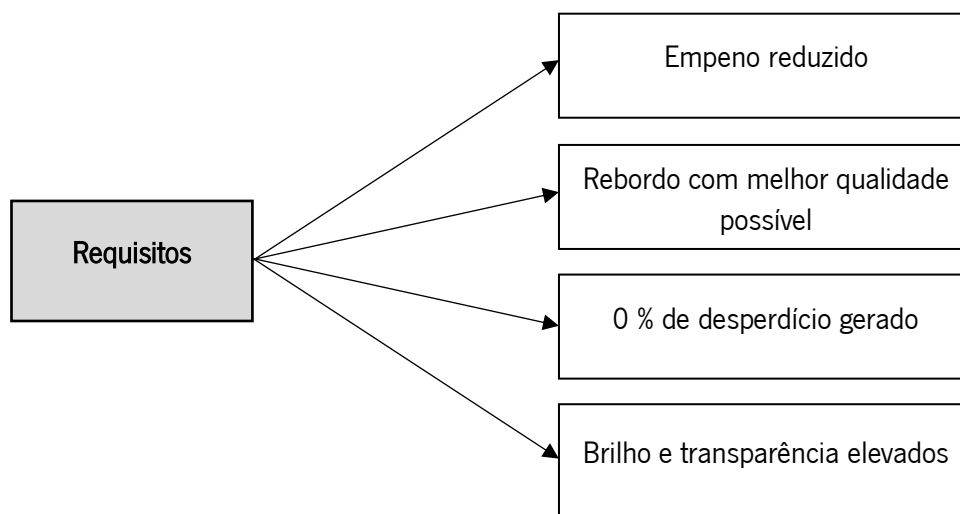 Requisitos
Empeno reduzido
Rebordo com melhor qualidade
possível
0 % de desperdício gerado
Brilho e transparência elevados